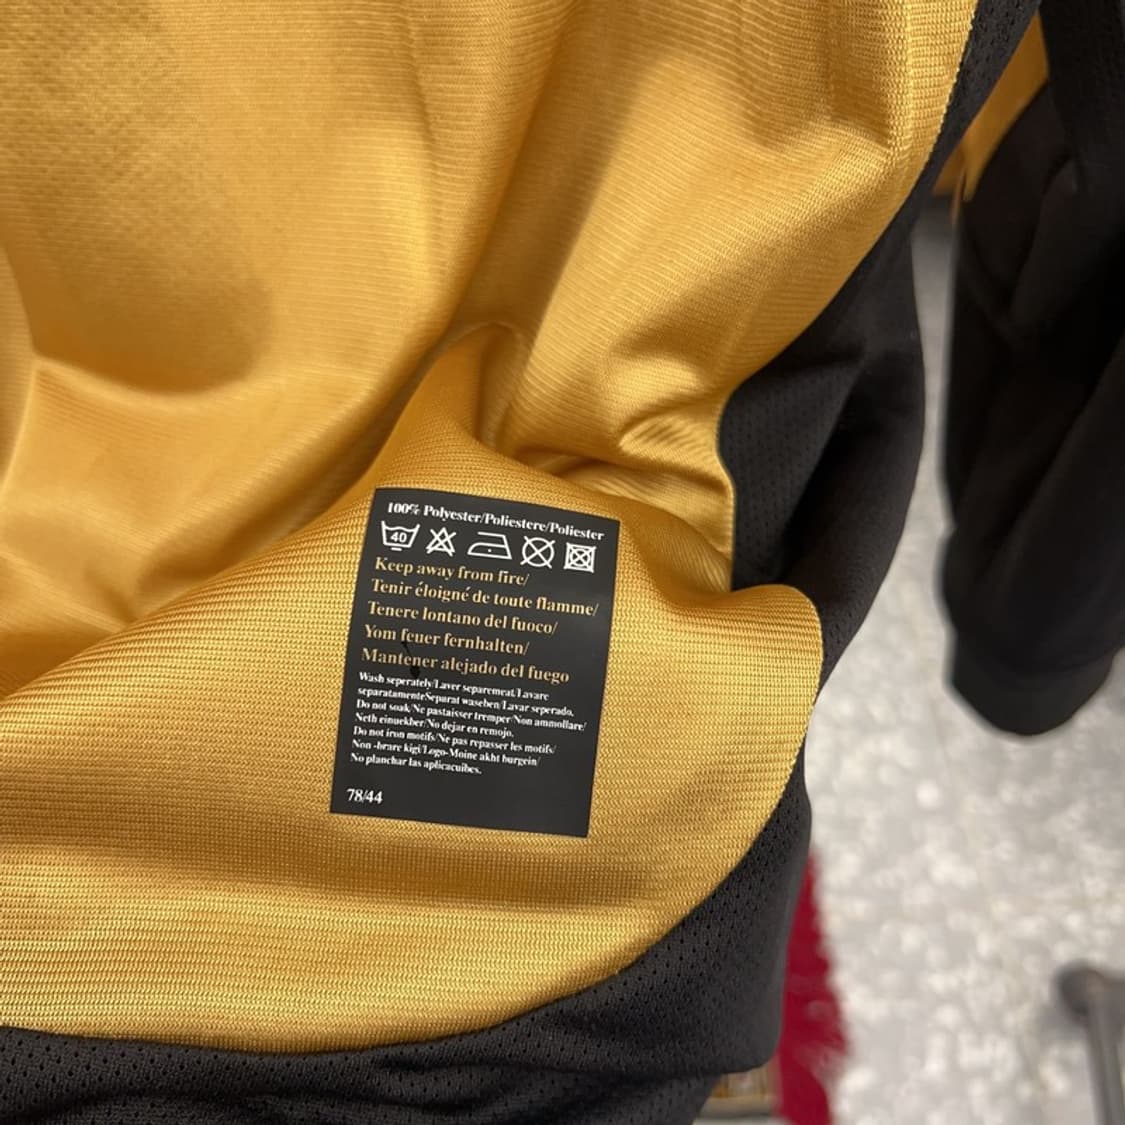 100% Polyester/Poliestere/Poliester
40
Keep away from fire/
Tenir éloigné de toute flamme/
Tenere lontano del fuoco/
Yom feuer fernhalten/
Mantener alejado del fuego
Wash seperately/Laver separemeat/Lavare
separatamenteSeparat waseben/Lavar seperado.
Do not soak/Ne pastaisser tremper/Non ammollare/
Neth einuekber/No dejar en remojo.
Do not iron motifs/Ne pas repasser les motifs/
Non -brare kigi/Logo-Moine akht burgein/
No planchar las aplicacuibes.
78/44